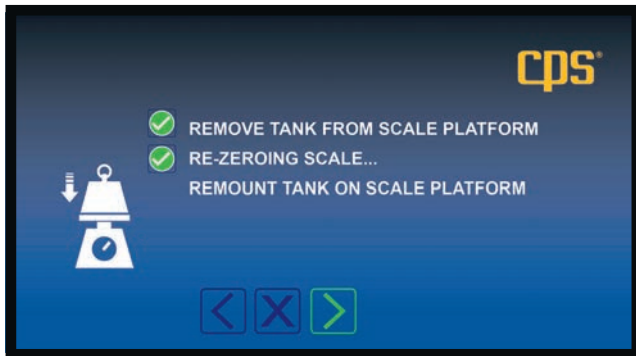 cps®
REMOVE TANK FROM SCALE PLATFORM
RE-ZEROING SCALE...
REMOUNT TANK ON SCALE PLATFORM